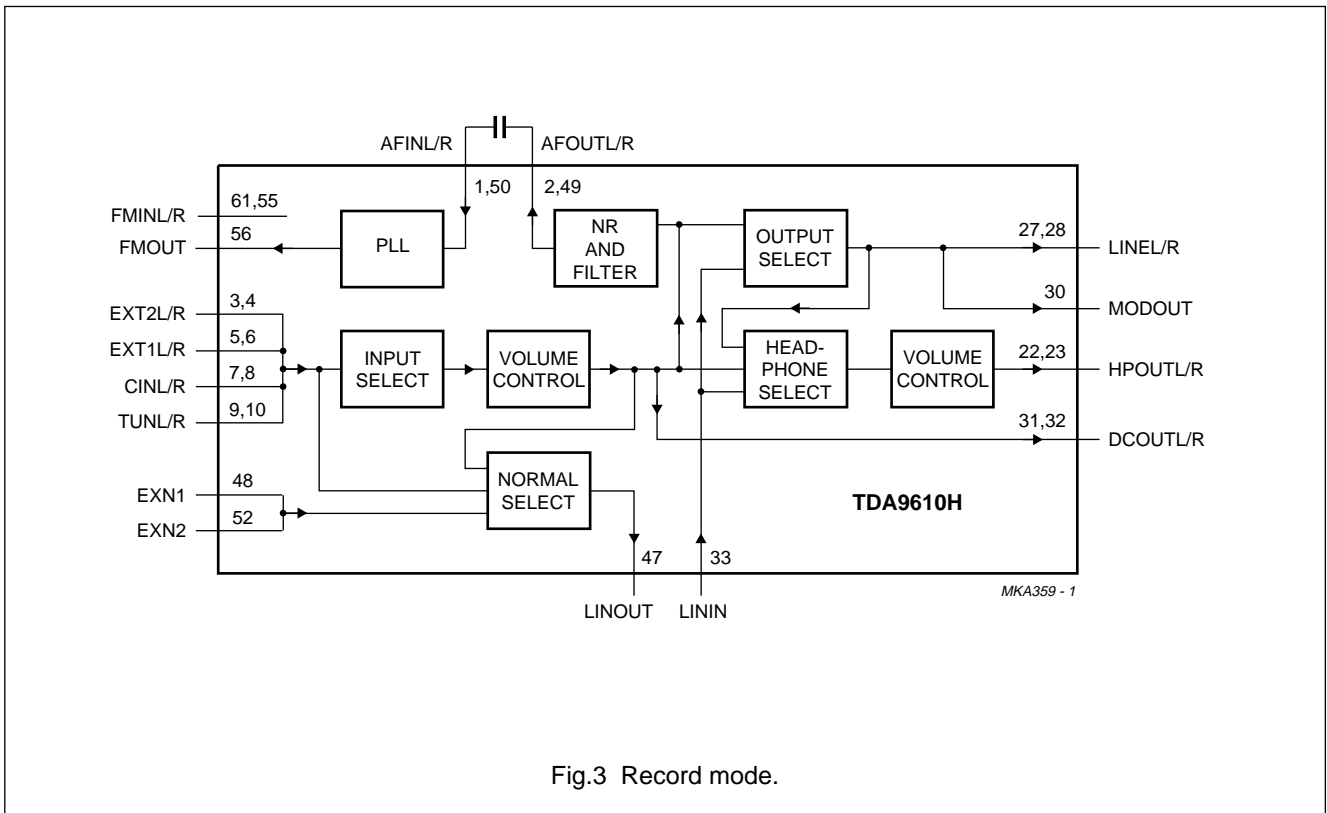 AFINL/R
AFOUTL/R
1,50
2,49
FMINL/R
61,55
FMOUT
56
PLL
NR
AND
FILTER
OUTPUT
SELECT
27,28
LINEL/R
30
MODOUT
EXT2L/R
3,4
EXT1L/R
5,6
CINL/R
7,8
TUNL/R
9,10
INPUT
SELECT
VOLUME
CONTROL
HEAD-
PHONE
SELECT
VOLUME
CONTROL
22,23
HPOUTL/R
31,32
DCOUTL/R
EXN1
48
EXN2
52
NORMAL
SELECT
TDA9610H
47
33
LINOUT
LININ
MKA359 - 1
Fig.3 Record mode.